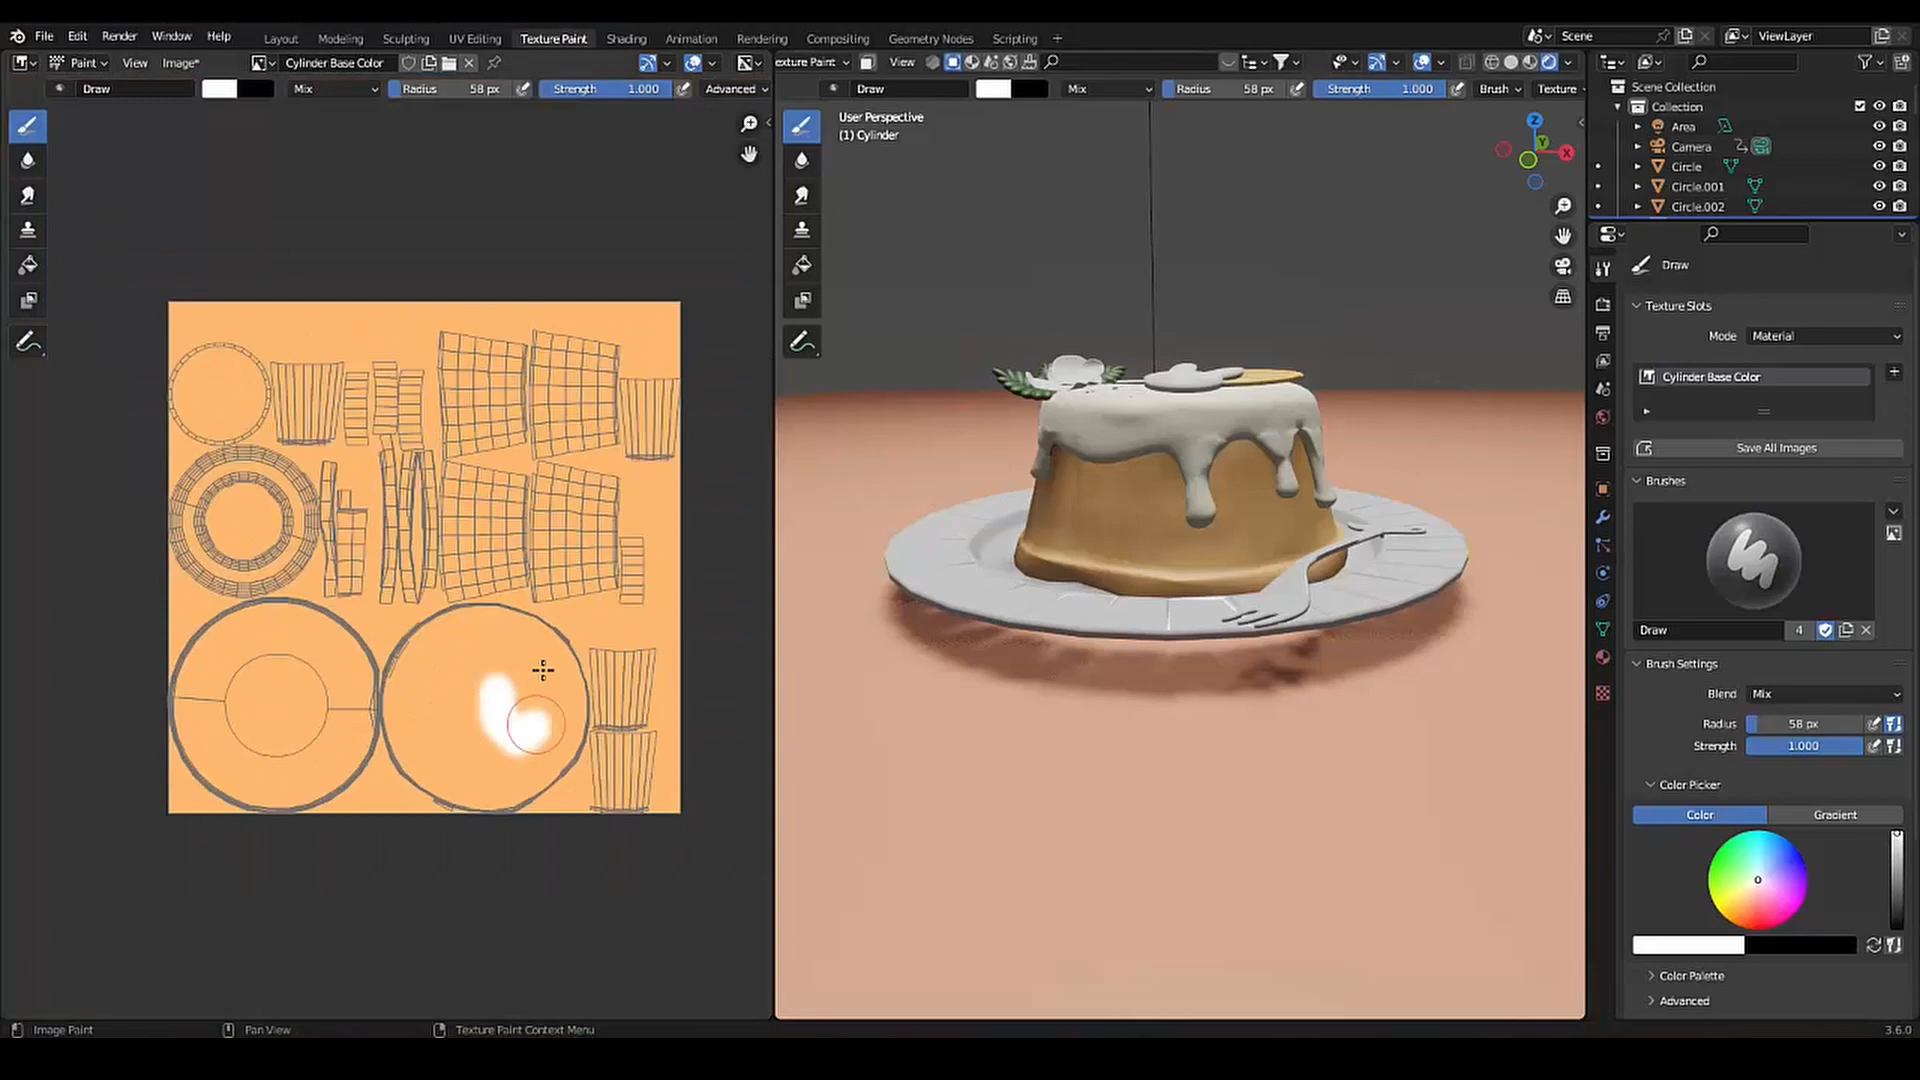 File Edit Render Window Help Layout Modeling Sculpting UV Editing Texture Paint Shading Animation Rendering Compositing Geometry Nodes Scripting + Scene ViewLayer
Paint View Image* Cylinder Base Color exture Paint View
Draw Mix Radius 58 px Strength 1.000 Advanced Draw Mix Radius 58 px Strength 1.000 Brush Texture
User Perspective
(1) Cylinder
Z
Y
X
Scene Collection
Collection
Area
Camera
Circle
Circle.001
Circle.002
Draw
Texture Slots
Mode Material
Cylinder Base Color
Save All Images
Brushes
Draw 4
Brush Settings
Blend Mix
Radius 58 px
Strength 1.000
Color Picker
Color Gradient
Color Palette
Advanced
Image Paint Pan View Texture Paint Context Menu 3.6.0